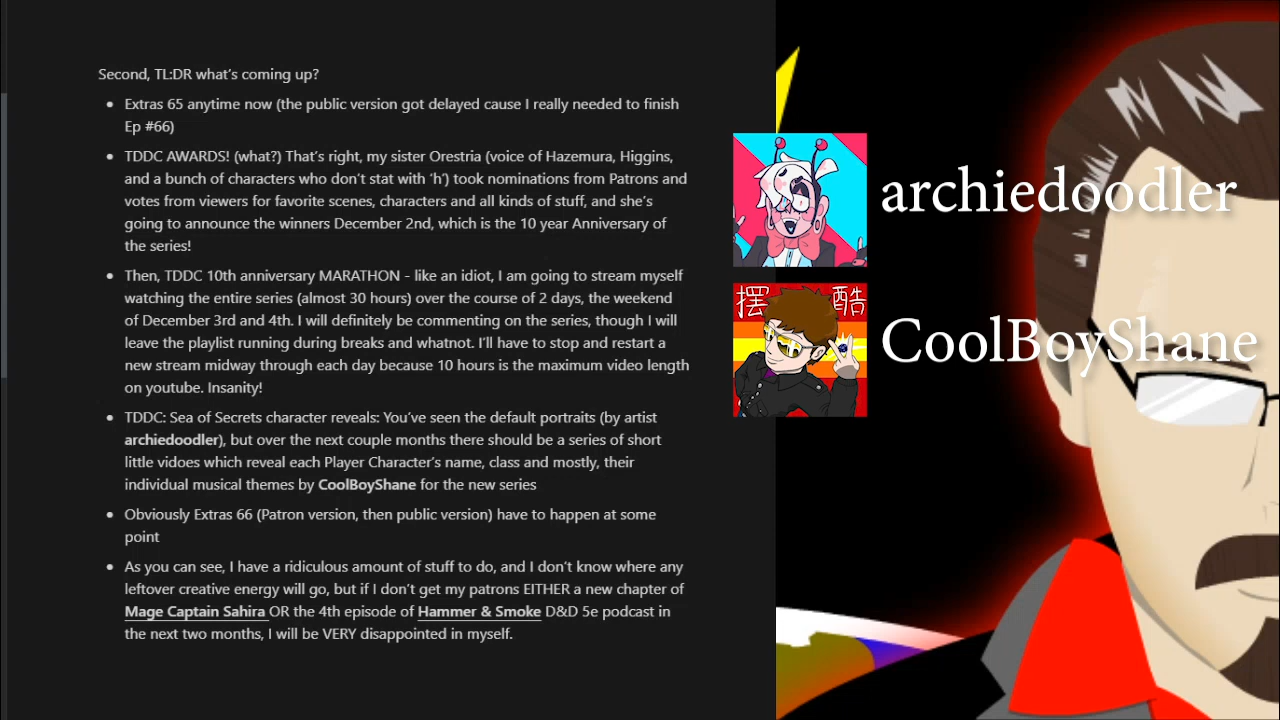 Second, TL:DR what's coming up?
Extras 65 anytime now (the public version got delayed cause I really needed to finish
Ep #66)
TDDC AWARDS! (what?) That's right, my sister Orestria (voice of Hazemura, Higgins,
and a bunch of characters who don't stat with 'h') took nominations from Patrons and
votes from viewers for favorite scenes, characters and all kinds of stuff, and she's
going to announce the winners December 2nd, which is the 10 year Anniversary of
the series!
Then, TDDC 10th anniversary MARATHON - like an idiot, I am going to stream myself
watching the entire series (almost 30 hours) over the course of 2 days, the weekend
of December 3rd and 4th. I will definitely be commenting on the series, though I will
leave the playlist running during breaks and whatnot. I'll have to stop and restart a
new stream midway through each day because 10 hours is the maximum video length
on youtube. Insanity!
TDDC: Sea of Secrets character reveals: You've seen the default portraits (by artist
archiedoodler), but over the next couple months there should be a series of short
little vidoes which reveal each Player Character's name, class and mostly, their
individual musical themes by CoolBoyShane for the new series
Obviously Extras 66 (Patron version, then public version) have to happen at some
point
As you can see, I have a ridiculous amount of stuff to do, and I don't know where any
leftover creative energy will go, but if I don't get my patrons EITHER a new chapter of
Mage Captain Sahira OR the 4th episode of Hammer & Smoke D&D 5e podcast in
the next two months, I will be VERY disappointed in myself.
archiedoodler
摆 酷
CoolBoyShane